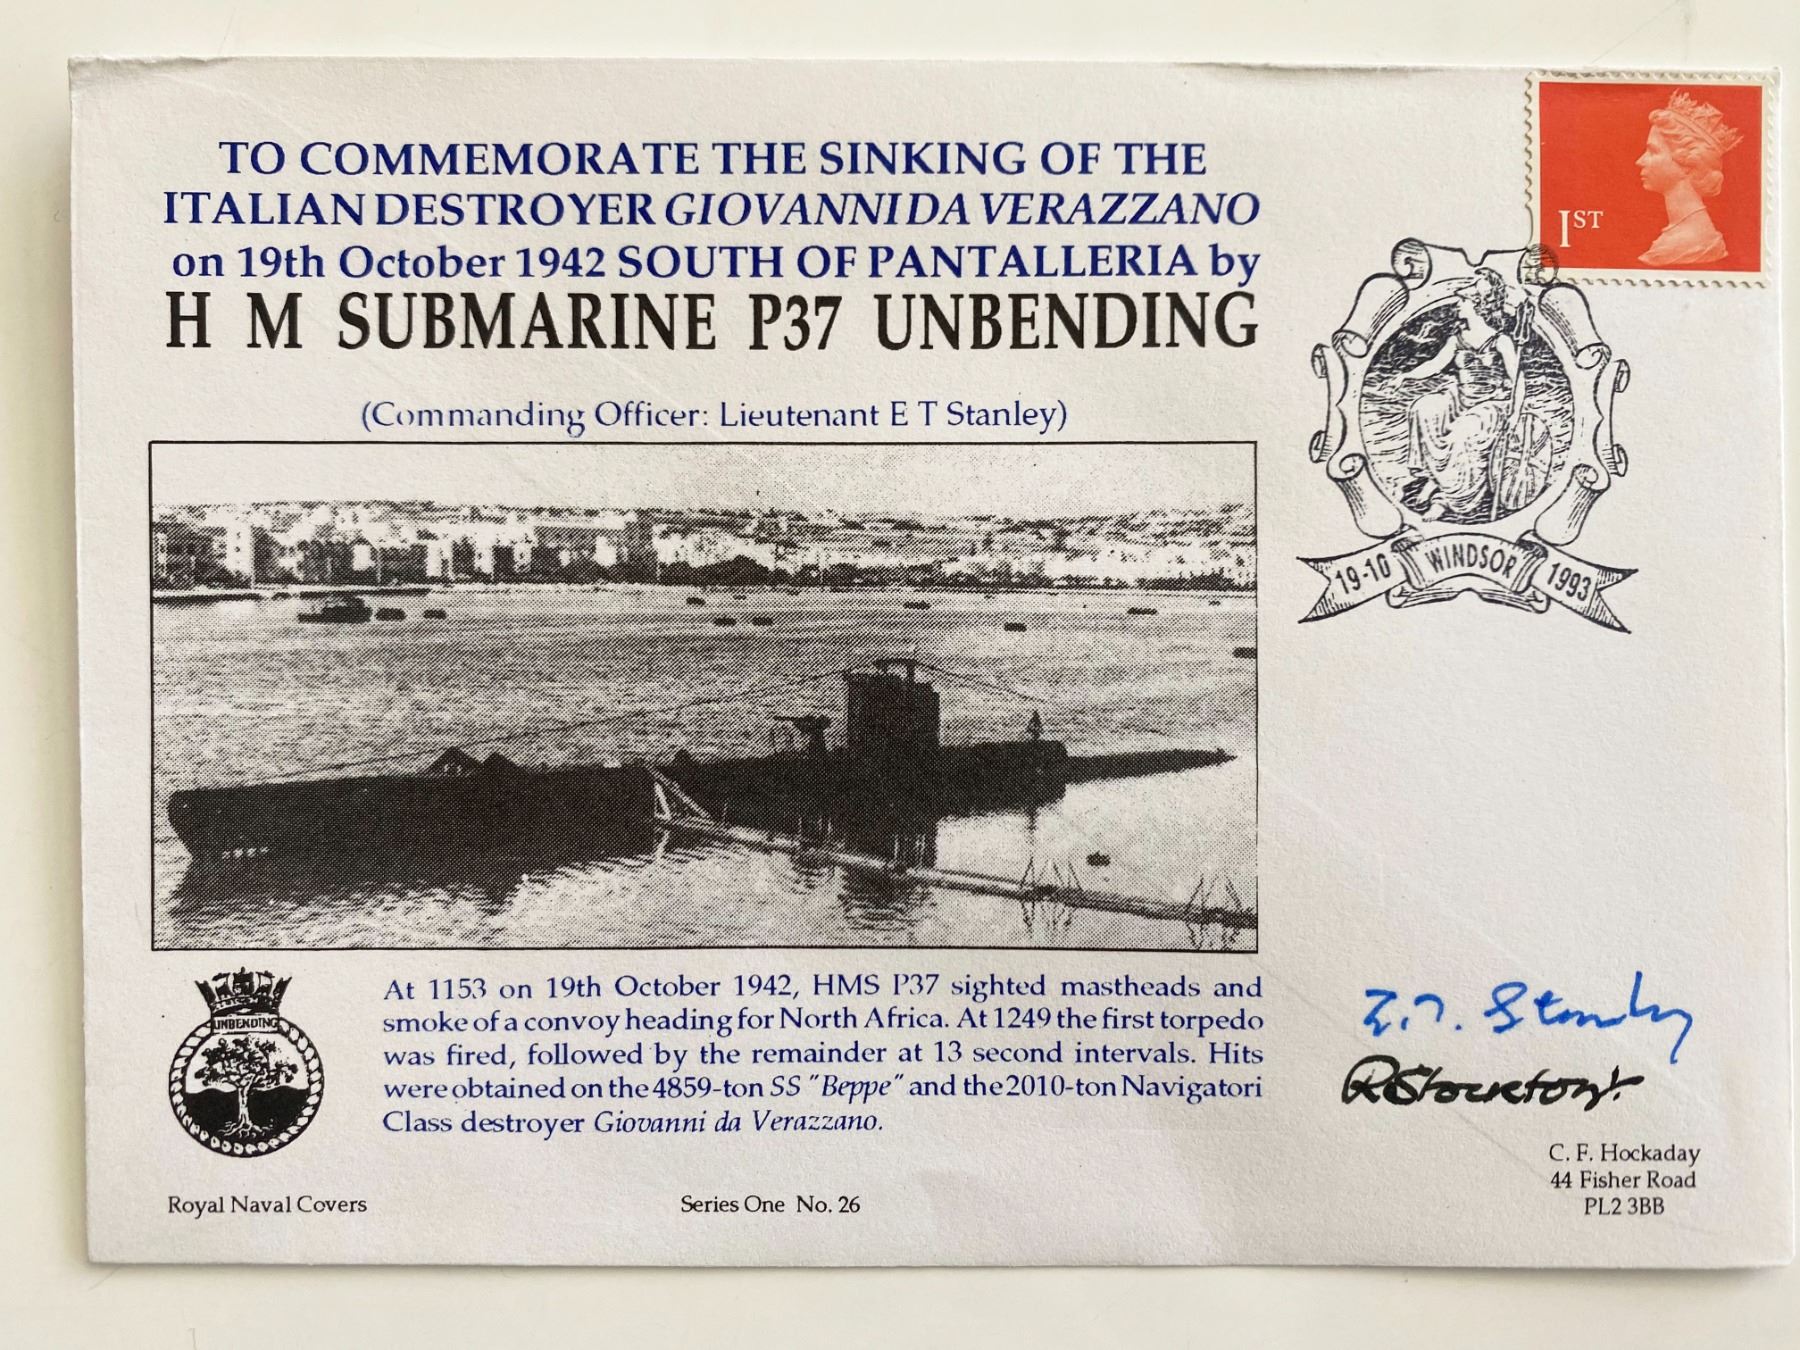 TO COMMEMORATE THE SINKING OF THE
ITALIAN DESTROYER GIOVANNI DA VERAZZANO
on 19th October 1942 SOUTH OF PANTALLERIA by
H M SUBMARINE P37 UNBENDING
(Commanding Officer: Lieutenant E T Stanley)
1ST
19-10 WINDSOR 1993
UNBENDING
At 1153 on 19th October 1942, HMS P37 sighted mastheads and
smoke of a convoy heading for North Africa. At 1249 the first torpedo
was fired, followed by the remainder at 13 second intervals. Hits
were obtained on the 4859-ton SS "Beppe" and the 2010-ton Navigatori
Class destroyer Giovanni da Verazzano.
E.T. Stanley
R Stockton.
C. F. Hockaday
44 Fisher Road
PL2 3BB
Royal Naval Covers
Series One No. 26